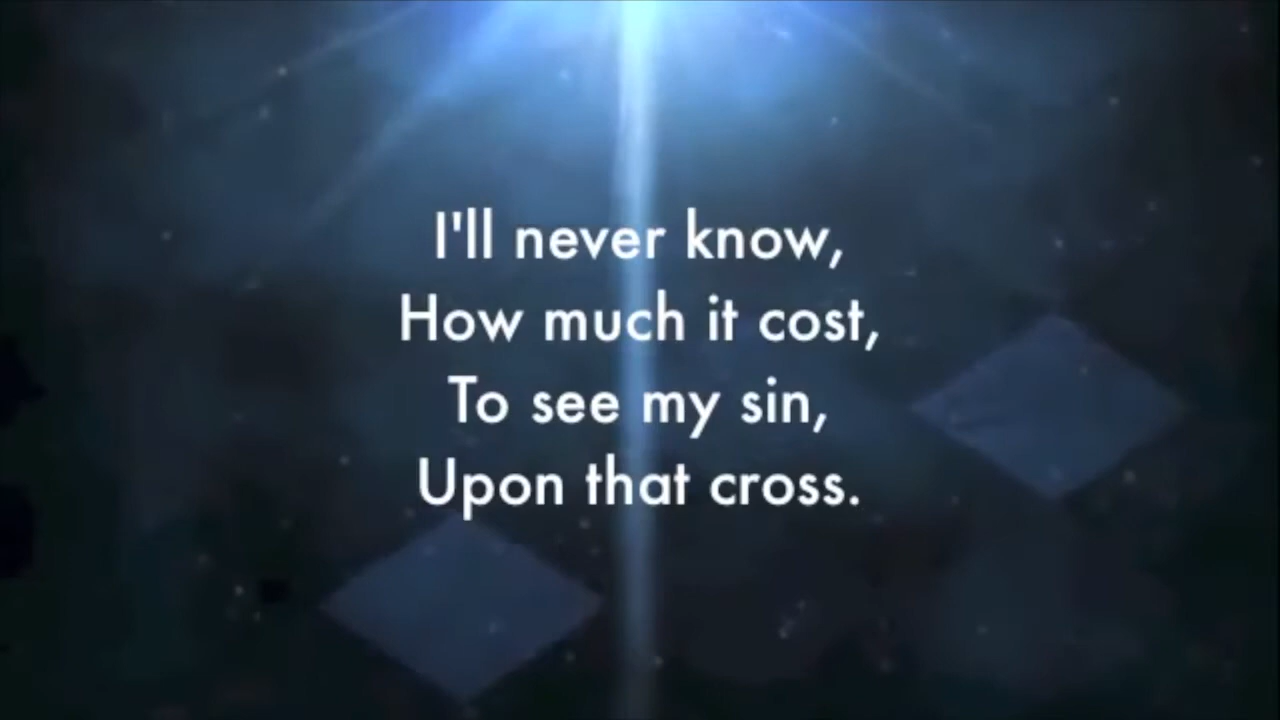 I'll never know,
How much it cost,
To see my sin,
Upon that cross.